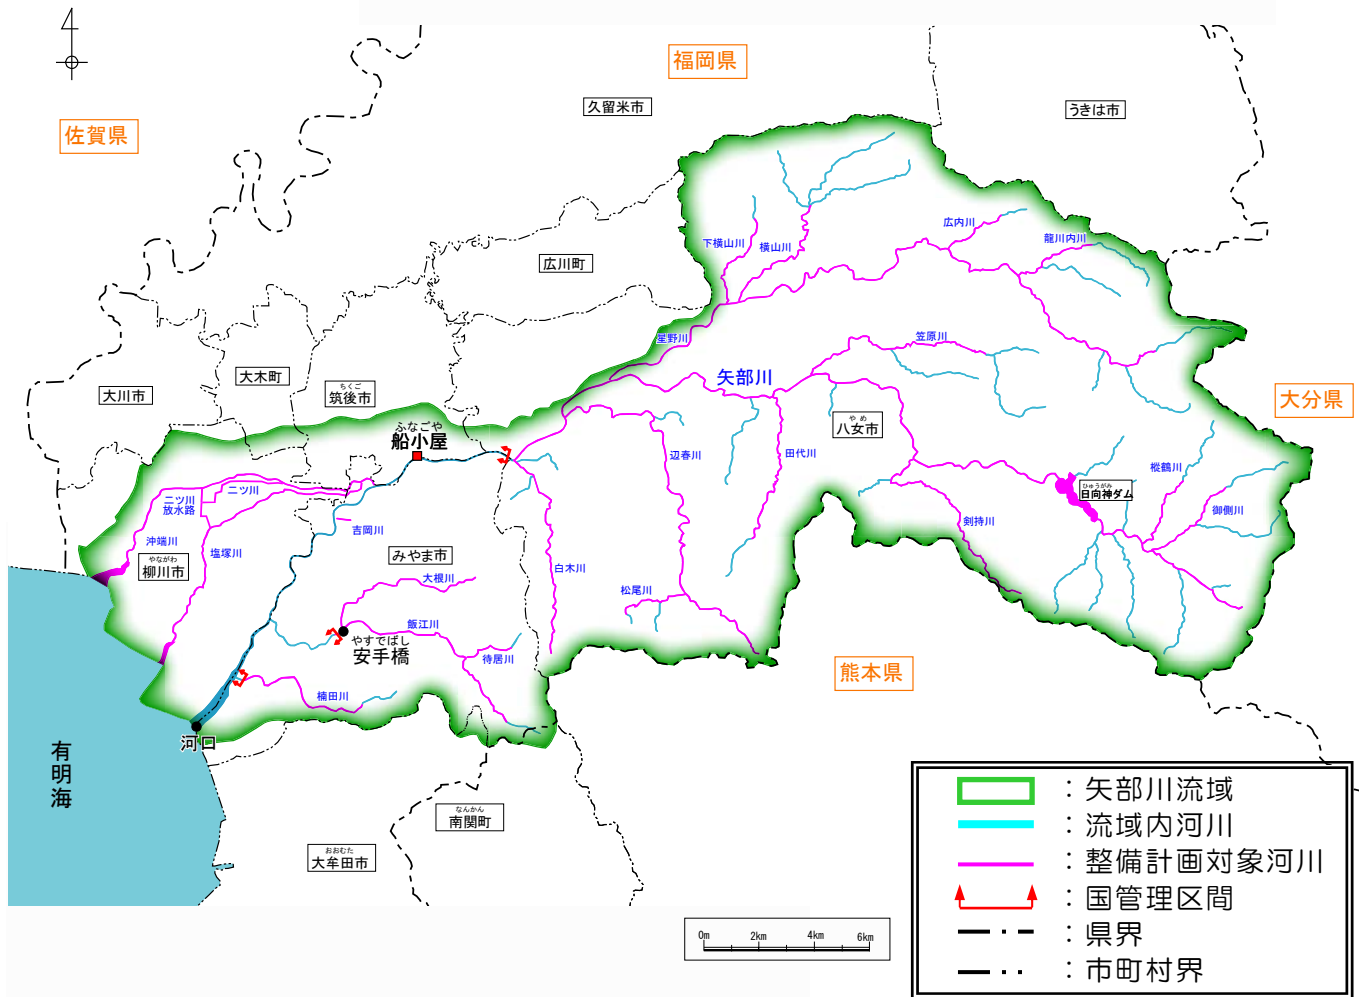 福岡県
佐賀県
久留米市
うきは市
広内川
下横山川
横山川
龍川内川
広川町
星野川
笠原川
矢部川
大木町
大川市
ちくご
筑後市
大分県
ふなごや
船小屋
やめ
八女市
辺春川
田代川
樅鶴川
ひゅうがみ
日向神ダム
二ツ川
放水路
二ツ川
御側川
吉岡川
剣持川
沖端川
塩塚川
みやま市
やながわ
柳川市
大根川
白木川
松尾川
飯江川
やすでばし
安手橋
待居川
熊本県
楠田川
河口
有明海
なんかん
南関町
おおむた
大牟田市
0m 2km 4km 6km
：矢部川流域
：流域内河川
：整備計画対象河川
：国管理区間
：県界
：市町村界